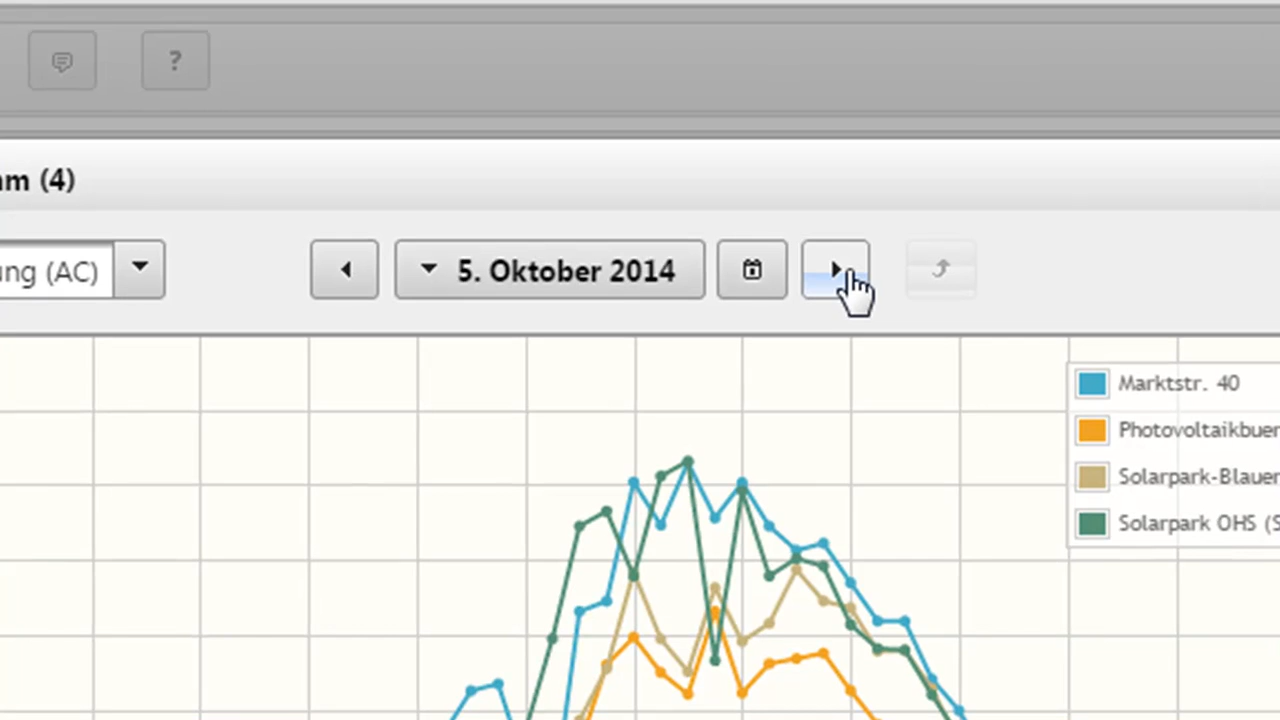 ?
m (4)
ung (AC)
5. Oktober 2014
Marktstr. 40
Photovoltaikbuer
Solarpark-Blauer
Solarpark OHS (S